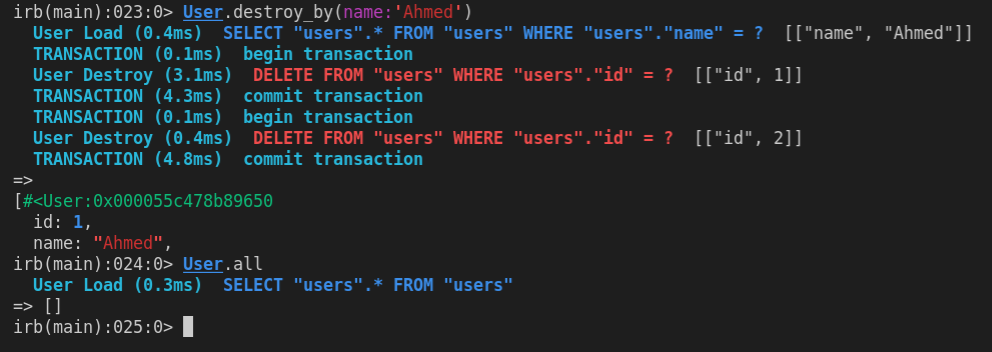 irb(main):023:0> User.destroy_by(name:'Ahmed')
  User Load (0.4ms)  SELECT "users".* FROM "users" WHERE "users"."name" = ?  [["name", "Ahmed"]]
  TRANSACTION (0.1ms)  begin transaction
  User Destroy (3.1ms)  DELETE FROM "users" WHERE "users"."id" = ?  [["id", 1]]
  TRANSACTION (4.3ms)  commit transaction
  TRANSACTION (0.1ms)  begin transaction
  User Destroy (0.4ms)  DELETE FROM "users" WHERE "users"."id" = ?  [["id", 2]]
  TRANSACTION (4.8ms)  commit transaction
=>
[#<User:0x000055c478b89650
  id: 1,
  name: "Ahmed",
irb(main):024:0> User.all
  User Load (0.3ms)  SELECT "users".* FROM "users"
=> []
irb(main):025:0>